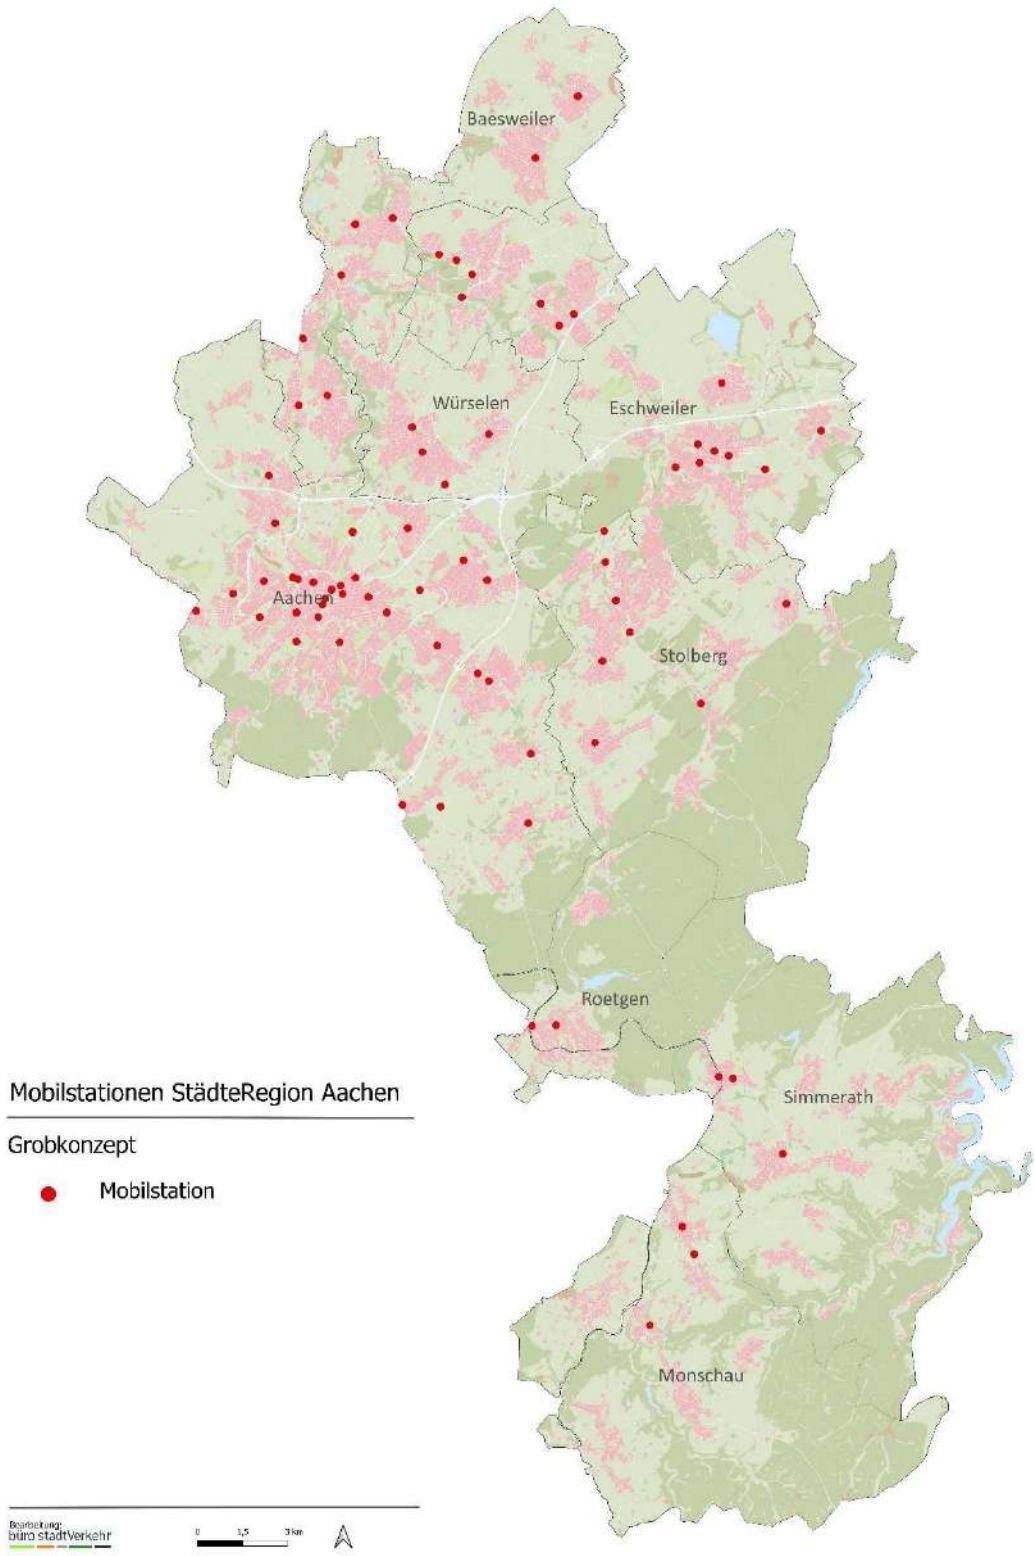 Baesweiler
Würselen
Eschweiler
Aachen
Stolberg
Roetgen
Simmerath
Monschau
Mobilstationen StädteRegion Aachen
Grobkonzept
Mobilstation
Bearbeitung:
büro stadtVerkehr
0 1,5 3 km